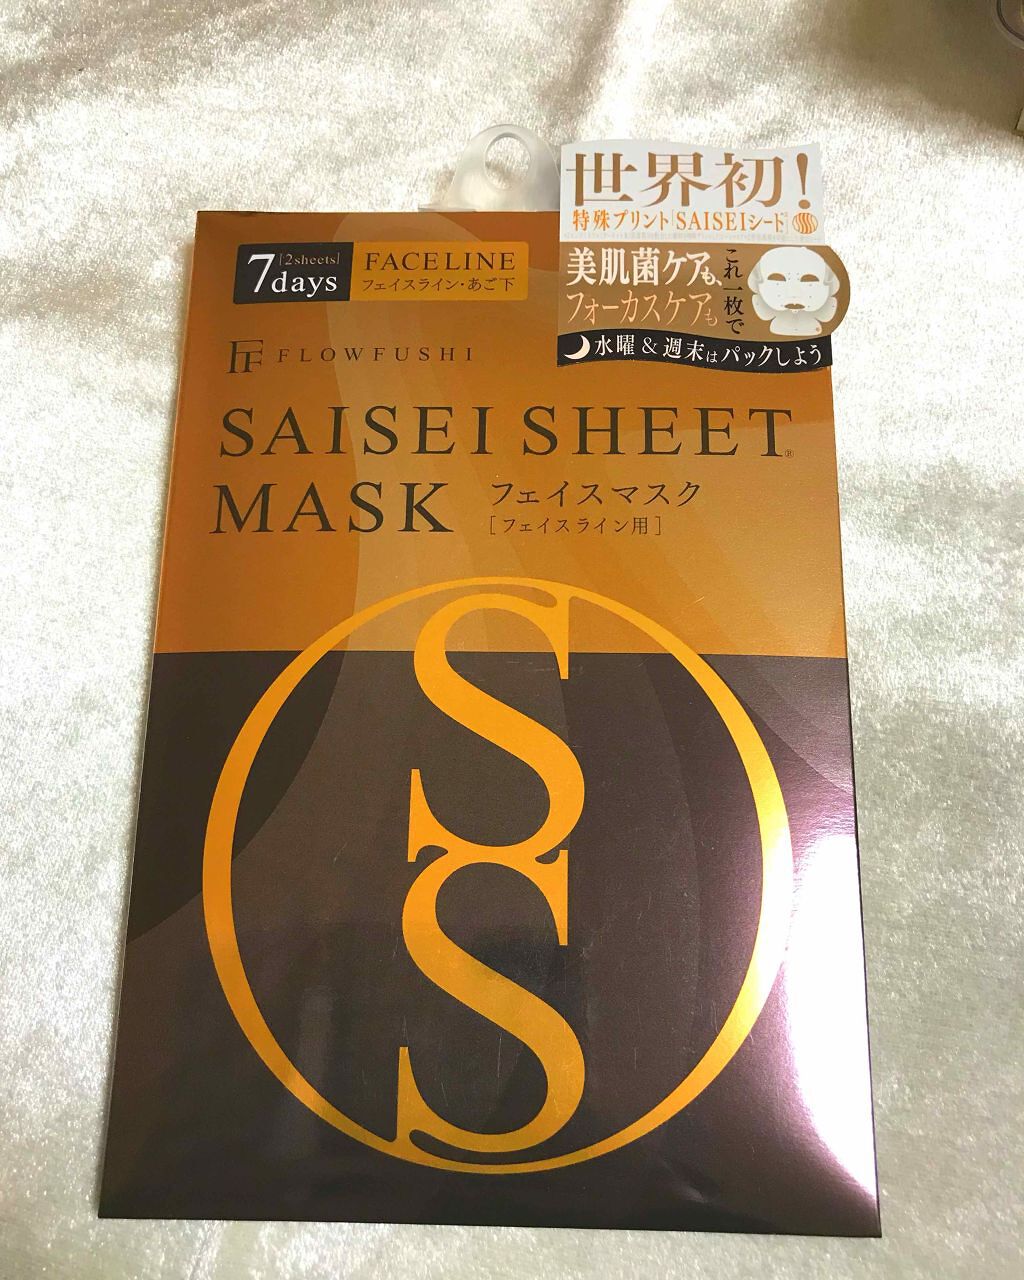 世界初!
特殊プリント「SAISEIシード」
美肌菌ケアも、
フォーカスケアも
これ一枚で
水曜&週末はパックしよう
7days [2sheets]
FACELINE
フェイスライン・あご下
FLOWFUSHI
SAISEI SHEET®
MASK
フェイスマスク
[フェイスライン用]